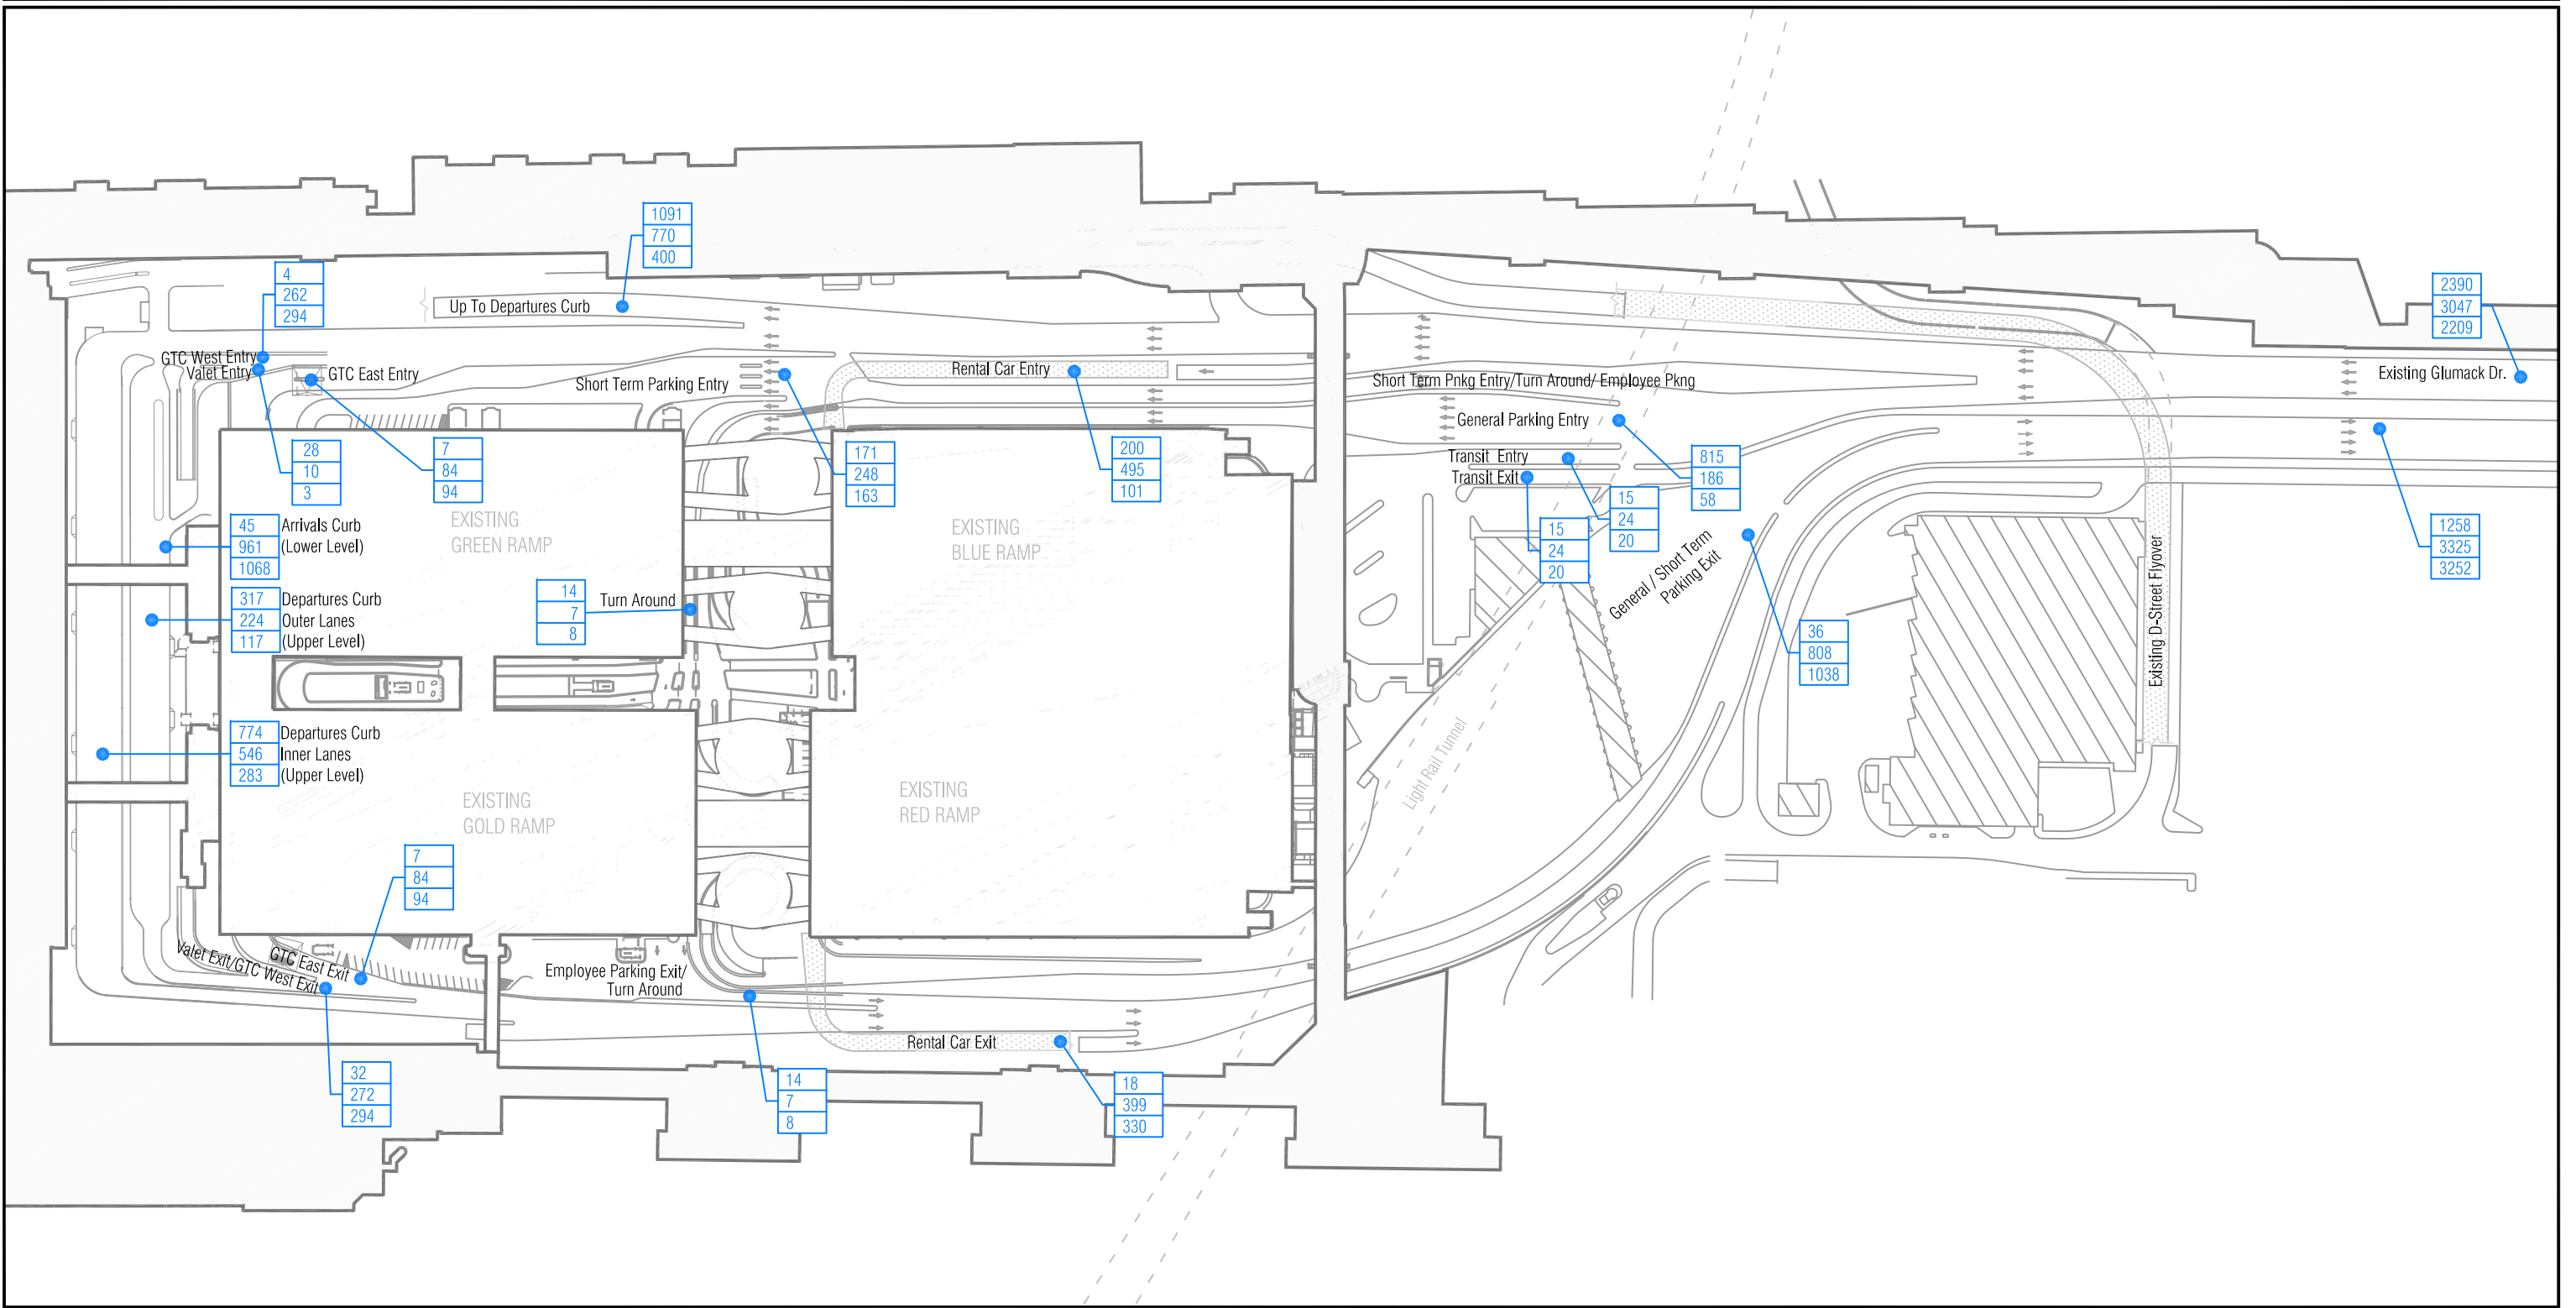 1091
770
400
4
262
294
2390
3047
2209
Up To Departures Curb
GTC West Entry
Valet Entry
GTC East Entry
Short Term Parking Entry
Rental Car Entry
Short Term Pnkg Entry/Turn Around/ Employee Pkng
Existing Glumack Dr.
General Parking Entry
Transit Entry
Transit Exit
28
10
3
7
84
94
171
248
163
200
495
101
815
186
58
15
24
20
15
24
20
1258
3325
3252
EXISTING
GREEN RAMP
EXISTING
BLUE RAMP
45
961
1068
Arrivals Curb
(Lower Level)
317
224
117
Departures Curb
Outer Lanes
(Upper Level)
14
7
8
Turn Around
General / Short Term
Parking Exit
36
808
1038
Existing D-Street Flyover
774
546
283
Departures Curb
Inner Lanes
(Upper Level)
EXISTING
GOLD RAMP
EXISTING
RED RAMP
Light Rail Tunnel
7
84
94
Valet Exit/GTC West Exit
GTC East Exit
Employee Parking Exit/
Turn Around
Rental Car Exit
32
272
294
14
7
8
18
399
330